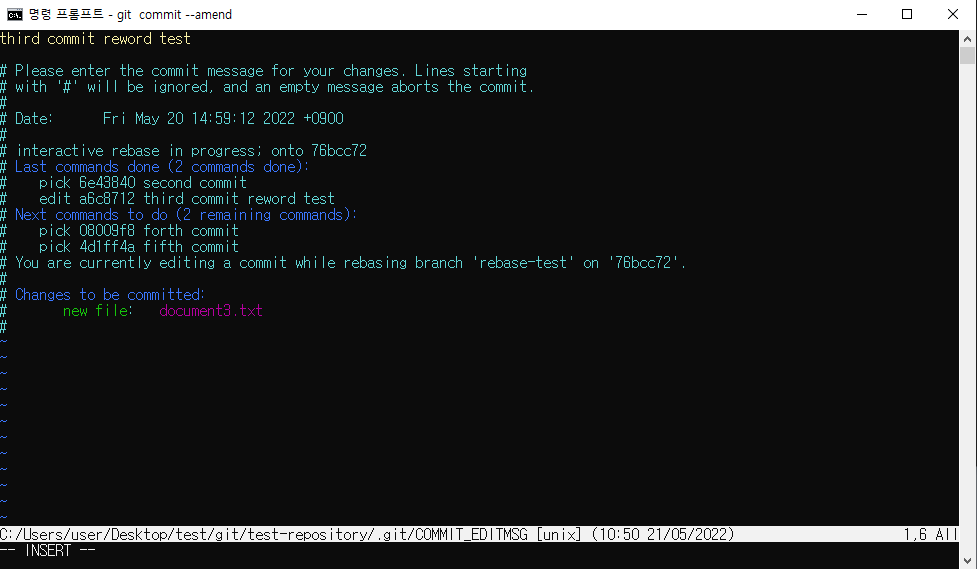 명령 프롬프트 - git  commit --amend
third commit reword test
# Please enter the commit message for your changes. Lines starting
# with '#' will be ignored, and an empty message aborts the commit.
#
# Date:      Fri May 20 14:59:12 2022 +0900
#
# interactive rebase in progress; onto 76bcc72
# Last commands done (2 commands done):
#    pick 6e43840 second commit
#    edit a6c8712 third commit reword test
# Next commands to do (2 remaining commands):
#    pick 08009f8 forth commit
#    pick 4d1ff4a fifth commit
# You are currently editing a commit while rebasing branch 'rebase-test' on '76bcc72'.
#
# Changes to be committed:
#       new file:   document3.txt
#
~
~
~
~
~
~
~
~
~
~
~
~
C:/Users/user/Desktop/test/git/test-repository/.git/COMMIT_EDITMSG [unix] (10:50 21/05/2022) 1,6 All
-- INSERT --